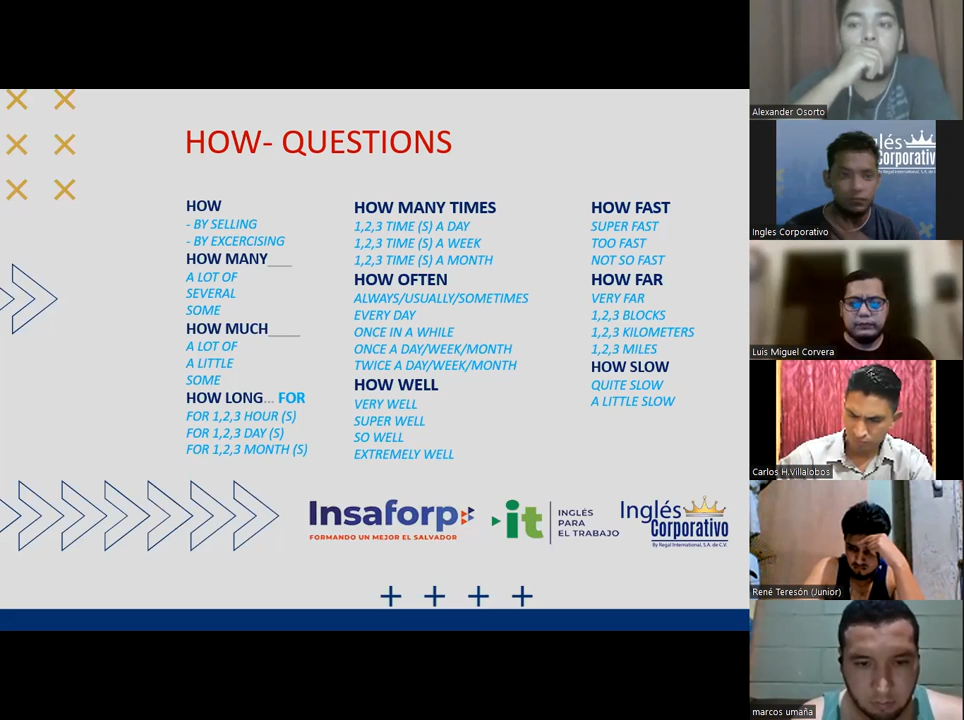 HOW- QUESTIONS
HOW
- BY SELLING
- BY EXCERCISING
HOW MANY___
A LOT OF
SEVERAL
SOME
HOW MUCH____
A LOT OF
A LITTLE
SOME
HOW LONG... FOR
FOR 1,2,3 HOUR (S)
FOR 1,2,3 DAY (S)
FOR 1,2,3 MONTH (S)
HOW MANY TIMES
1,2,3 TIME (S) A DAY
1,2,3 TIME (S) A WEEK
1,2,3 TIME (S) A MONTH
HOW OFTEN
ALWAYS/USUALLY/SOMETIMES
EVERY DAY
ONCE IN A WHILE
ONCE A DAY/WEEK/MONTH
TWICE A DAY/WEEK/MONTH
HOW WELL
VERY WELL
SUPER WELL
SO WELL
EXTREMELY WELL
HOW FAST
SUPER FAST
TOO FAST
NOT SO FAST
HOW FAR
VERY FAR
1,2,3 BLOCKS
1,2,3 KILOMETERS
1,2,3 MILES
HOW SLOW
QUITE SLOW
A LITTLE SLOW
Insaforp
FORMANDO UN MEJOR EL SALVADOR
it
INGLÉS
PARA
EL TRABAJO
Inglés
Corporativo
By Regal International, S.A. de C.V.
Alexander Osorto
lés
orporativ
Ingles Corporativo
Luis Miguel Corvera
Carlos H.Villalobos
René Teresón (Junior)
marcos umaña